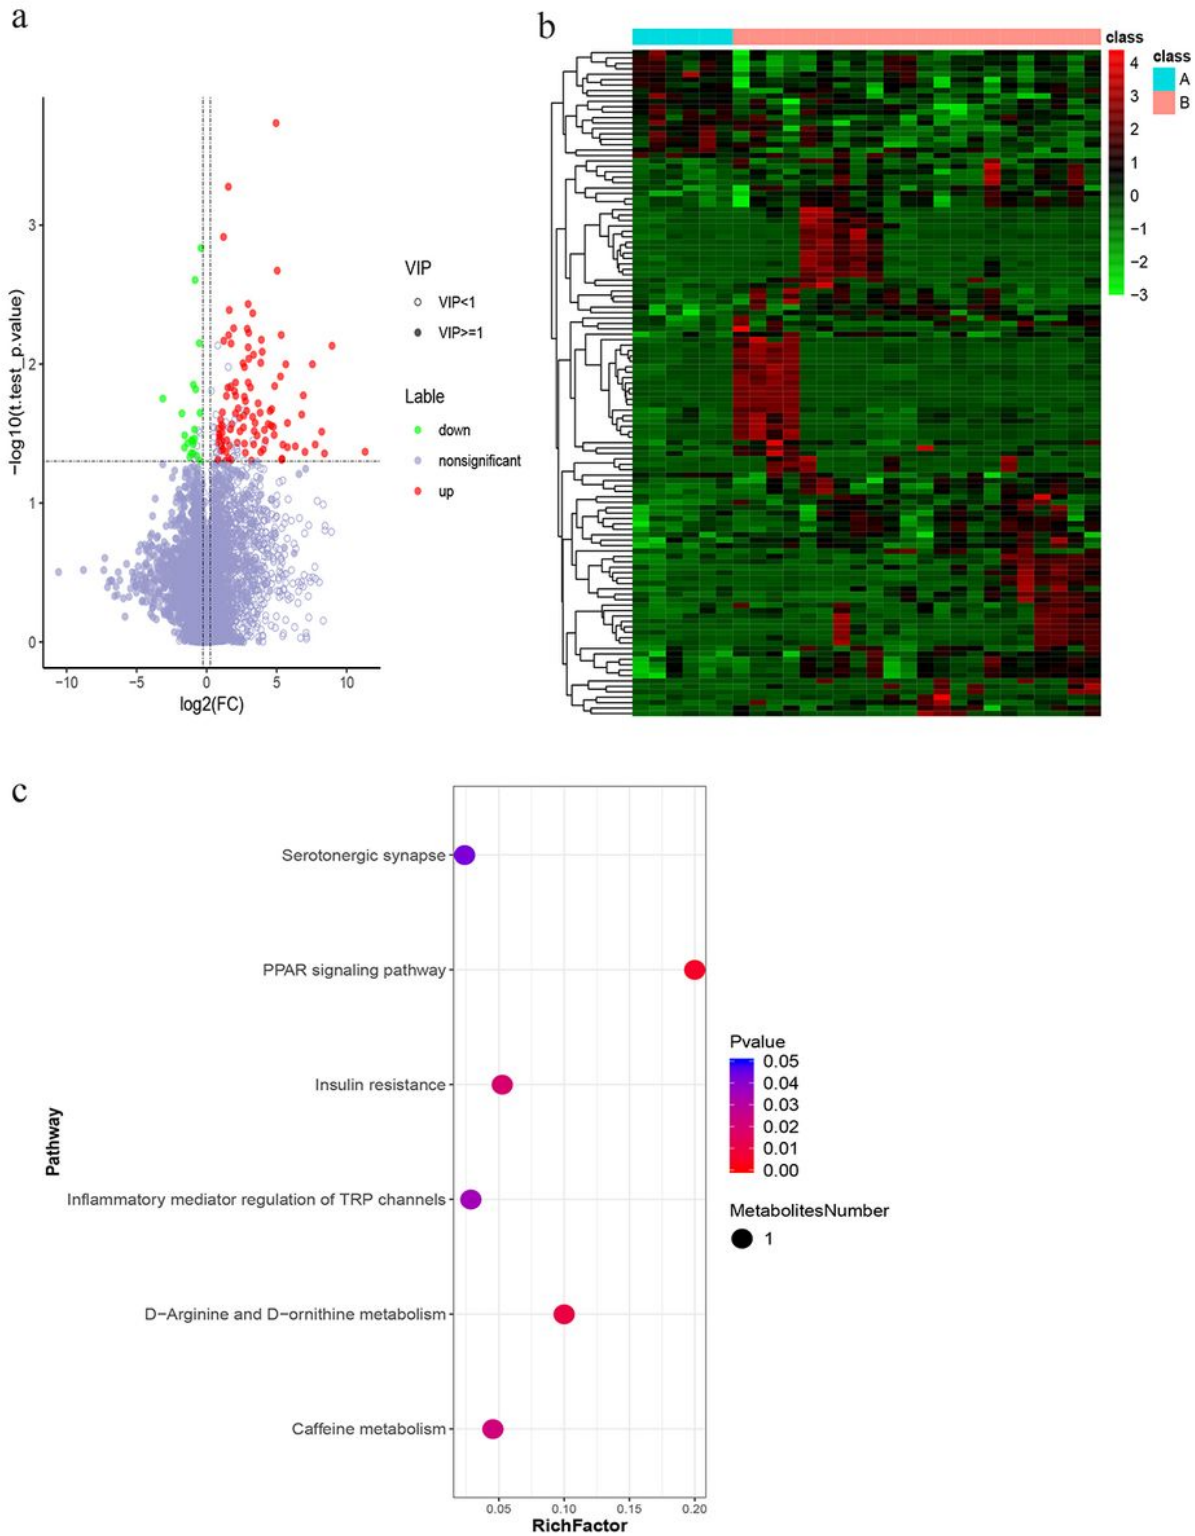 a
−log10(t.test_p.value)
3
2
1
0
−10 −5 0 5 10
log2(FC)
VIP
VIP<1
VIP>=1
Lable
down
nonsignificant
up
b
class
4
3
2
1
0
−1
−2
−3
class
A
B
c
Pathway
Serotonergic synapse
PPAR signaling pathway
Insulin resistance
Inflammatory mediator regulation of TRP channels
D−Arginine and D−ornithine metabolism
Caffeine metabolism
0.05 0.10 0.15 0.20
RichFactor
Pvalue
0.05
0.04
0.03
0.02
0.01
0.00
MetabolitesNumber
1